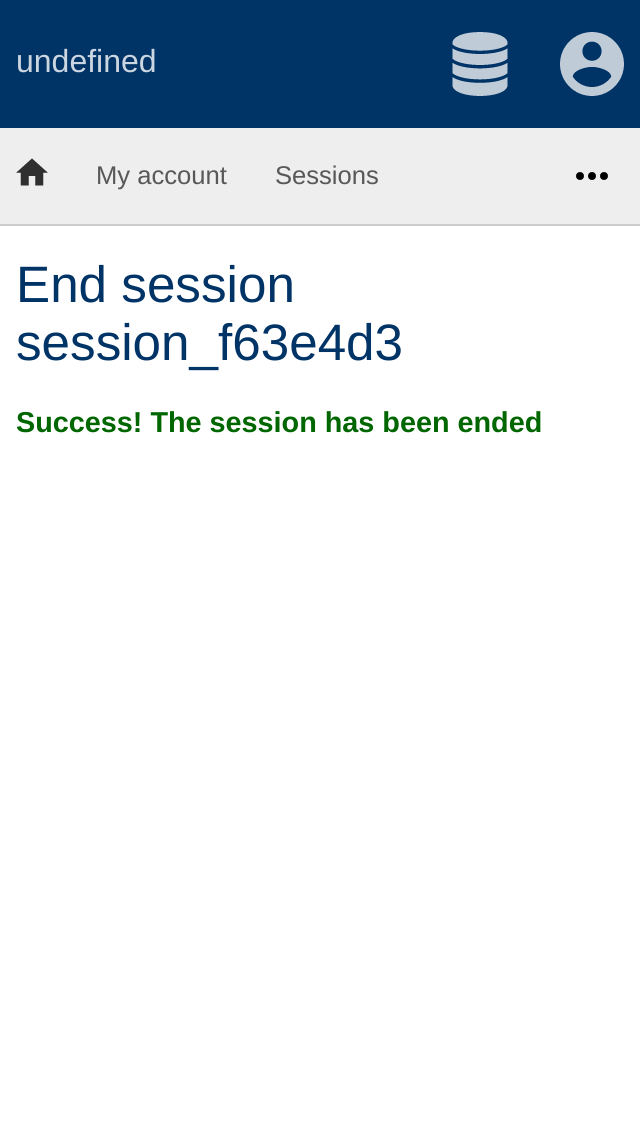 undefined
My account Sessions
End session
session_f63e4d3
Success! The session has been ended